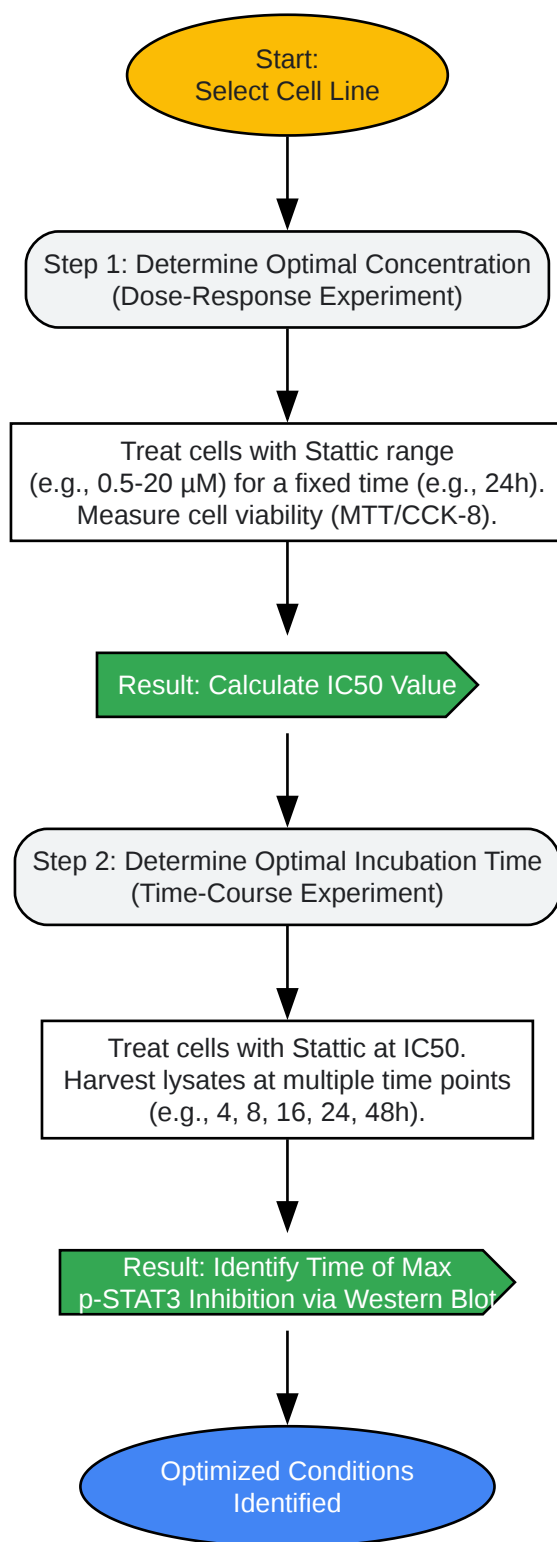 Start:
Select Cell Line
Step 1: Determine Optimal Concentration
(Dose-Response Experiment)
Treat cells with Stattic range
(e.g., 0.5-20 µM) for a fixed time (e.g., 24h).
Measure cell viability (MTT/CCK-8).
Result: Calculate IC50 Value
Step 2: Determine Optimal Incubation Time
(Time-Course Experiment)
Treat cells with Stattic at IC50.
Harvest lysates at multiple time points
(e.g., 4, 8, 16, 24, 48h).
Result: Identify Time of Max
p-STAT3 Inhibition via Western Blot
Optimized Conditions
Identified